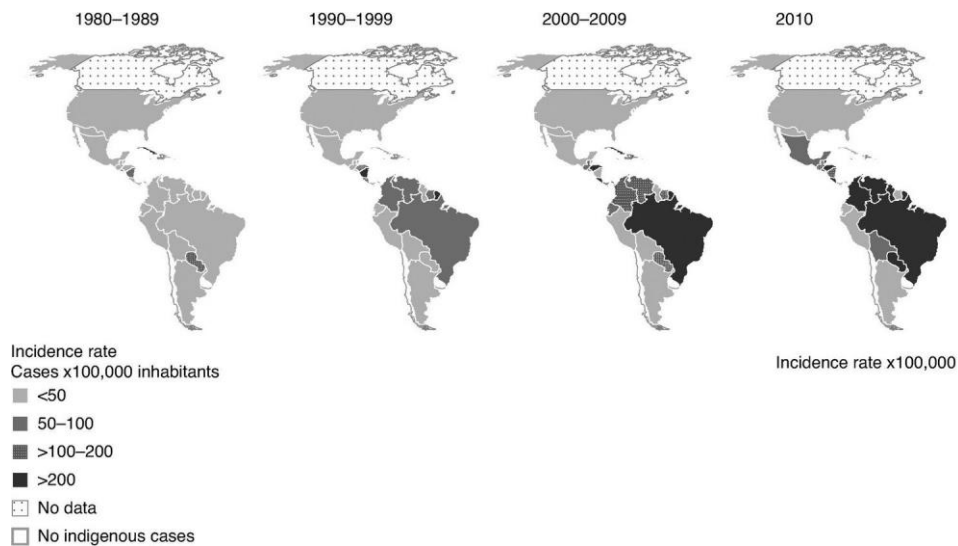 1980–1989
1990–1999
2000–2009
2010
Incidence rate
Cases x100,000 inhabitants
<50
50–100
>100–200
>200
No data
No indigenous cases
Incidence rate x100,000